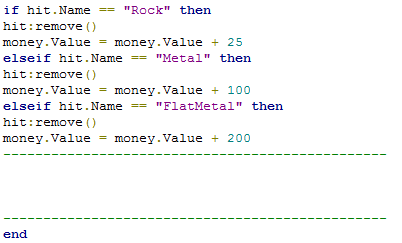 if hit.Name == "Rock" then
hit:remove()
money.Value = money.Value + 25
elseif hit.Name == "Metal" then
hit:remove()
money.Value = money.Value + 100
elseif hit.Name == "FlatMetal" then
hit:remove()
money.Value = money.Value + 200
------------------------------------------------
------------------------------------------------
end